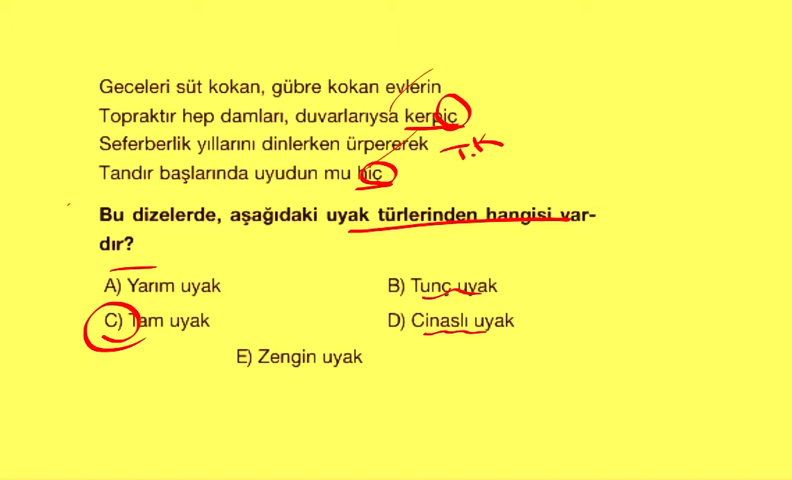 Geceleri süt kokan, gübre kokan evlerin
Topraktır hep damları, duvarlarıysa kerpiç
Seferberlik yıllarını dinlerken ürpererek
T.K
Tandır başlarında uyudun mu hiç
Bu dizelerde, aşağıdaki uyak türlerinden hangisi var-
dır?
A) Yarım uyak
B) Tunç uyak
C) Tam uyak
D) Cinaslı uyak
E) Zengin uyak